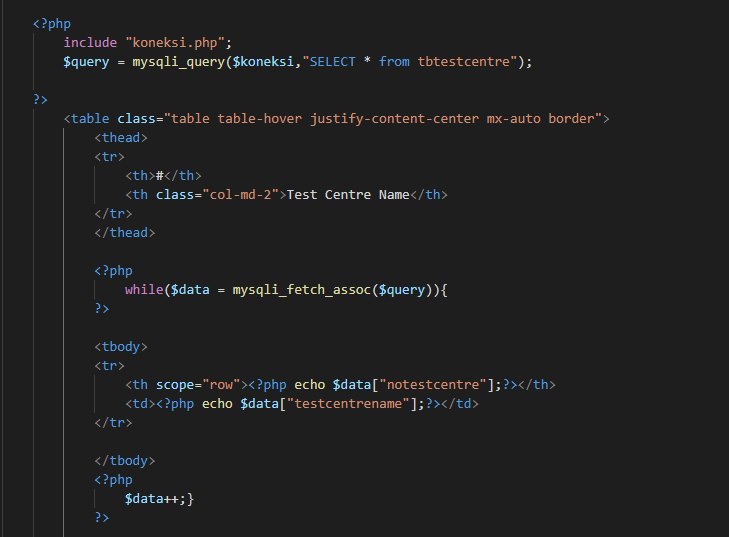 <?php
include "koneksi.php";
$query = mysqli_query($koneksi,"SELECT * from tbtestcentre");
?>
<table class="table table-hover justify-content-center mx-auto border">
<thead>
<tr>
<th>#</th>
<th class="col-md-2">Test Centre Name</th>
</tr>
</thead>
<?php
while($data = mysqli_fetch_assoc($query)){
?>
<tbody>
<tr>
<th scope="row"><?php echo $data["notestcentre"];?></th>
<td><?php echo $data["testcentrename"];?></td>
</tr>
</tbody>
<?php
$data++;}
?>